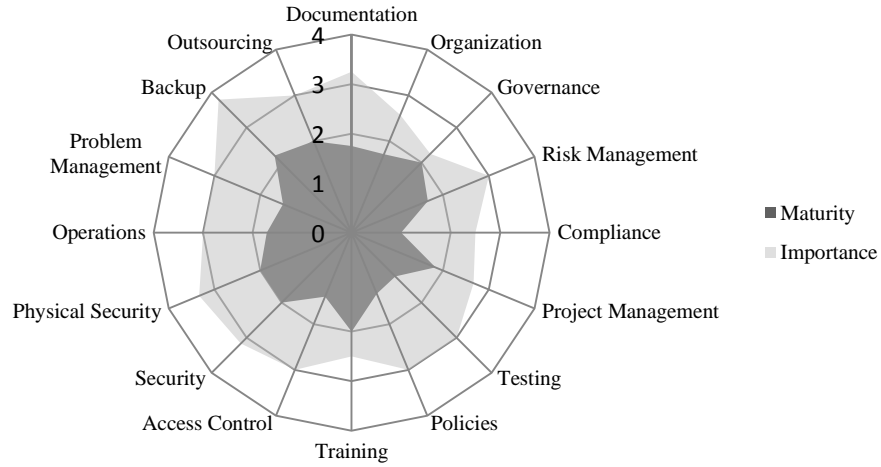 Documentation
Organization
Governance
Risk Management
Compliance
Project Management
Testing
Policies
Training
Access Control
Security
Physical Security
Operations
Problem
Management
Backup
Outsourcing
4
3
2
1
0
Maturity
Importance